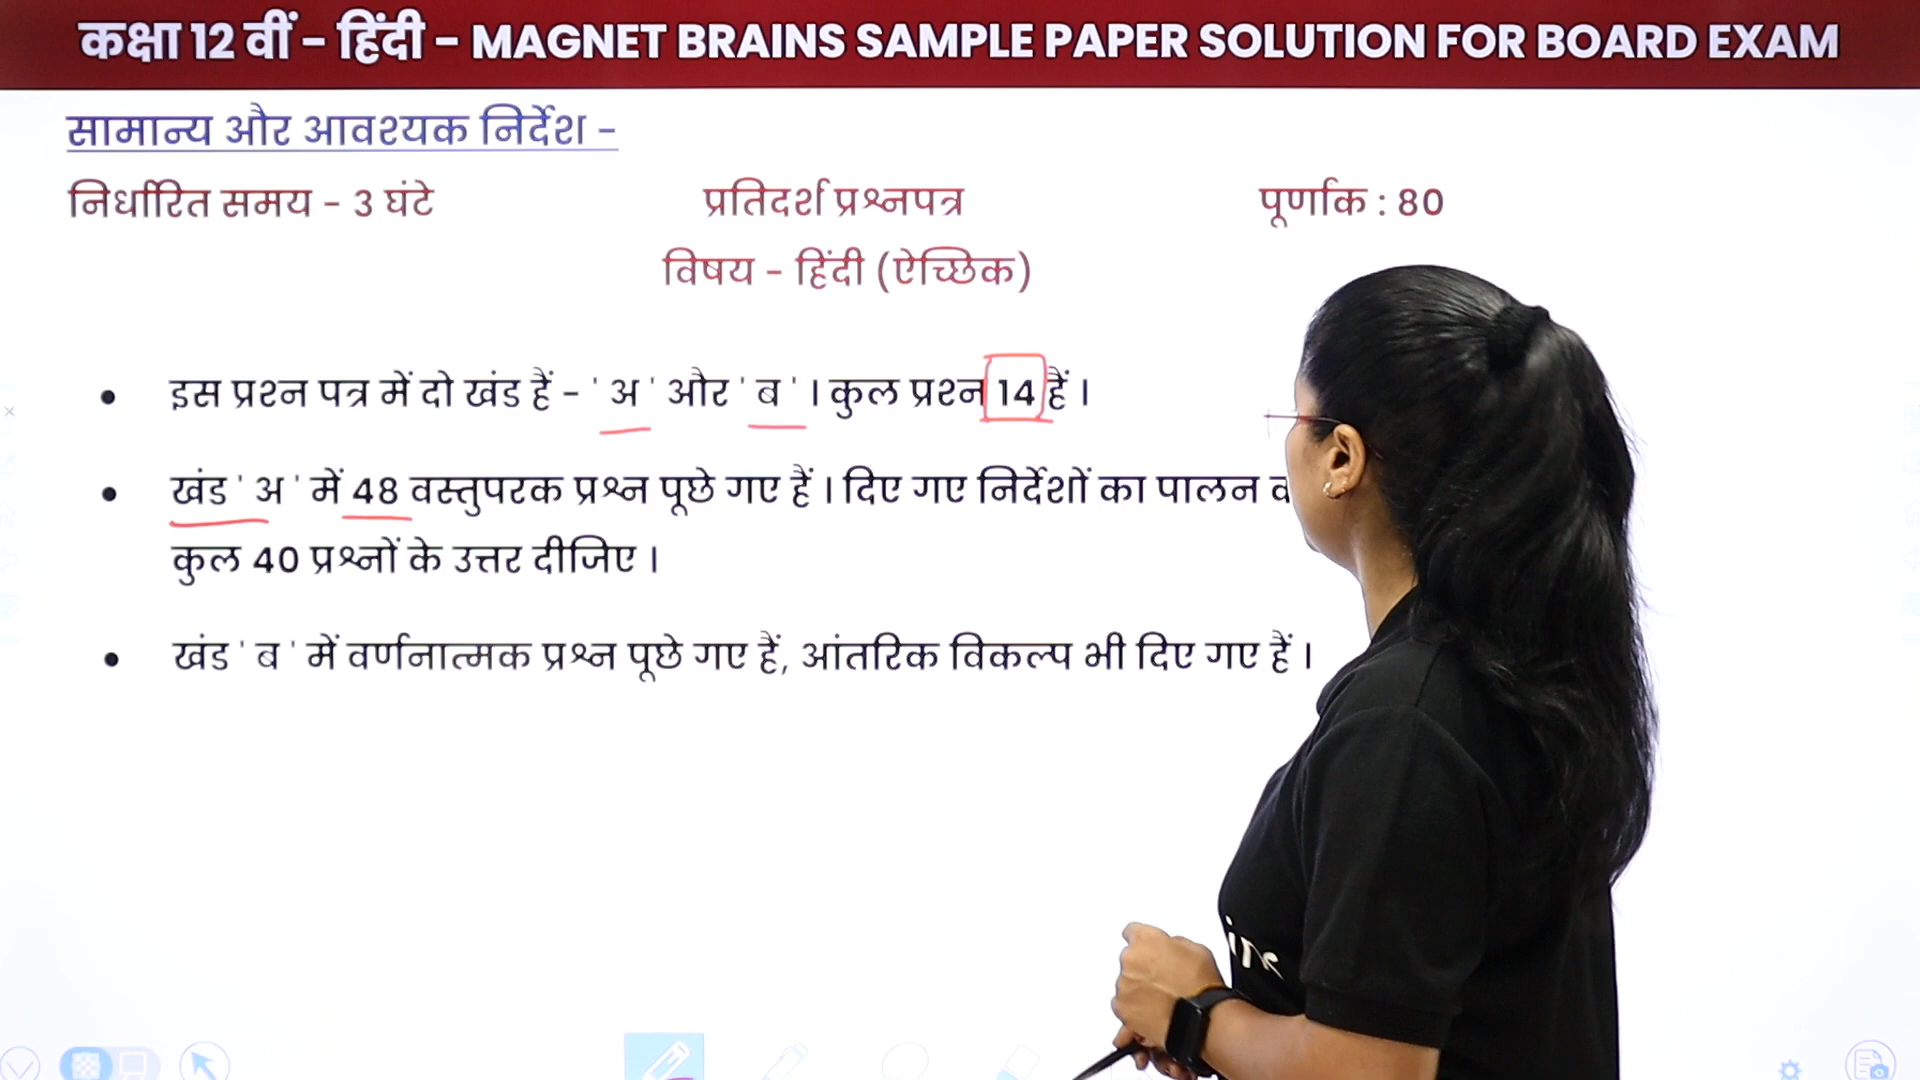 कक्षा 12 वीं – हिंदी – MAGNET BRAINS SAMPLE PAPER SOLUTION FOR BOARD EXAM
सामान्य और आवश्यक निर्देश –
निर्धारित समय – 3 घंटे प्रतिदर्श प्रश्नपत्र पूर्णांक : 80
विषय – हिंदी (ऐच्छिक)
• इस प्रश्न पत्र में दो खंड हैं – ' अ ' और ' ब ' । कुल प्रश्न 14 हैं ।
• खंड ' अ ' में 48 वस्तुपरक प्रश्न पूछे गए हैं । दिए गए निर्देशों का पालन
कुल 40 प्रश्नों के उत्तर दीजिए ।
• खंड ' ब ' में वर्णनात्मक प्रश्न पूछे गए हैं, आंतरिक विकल्प भी दिए गए हैं ।